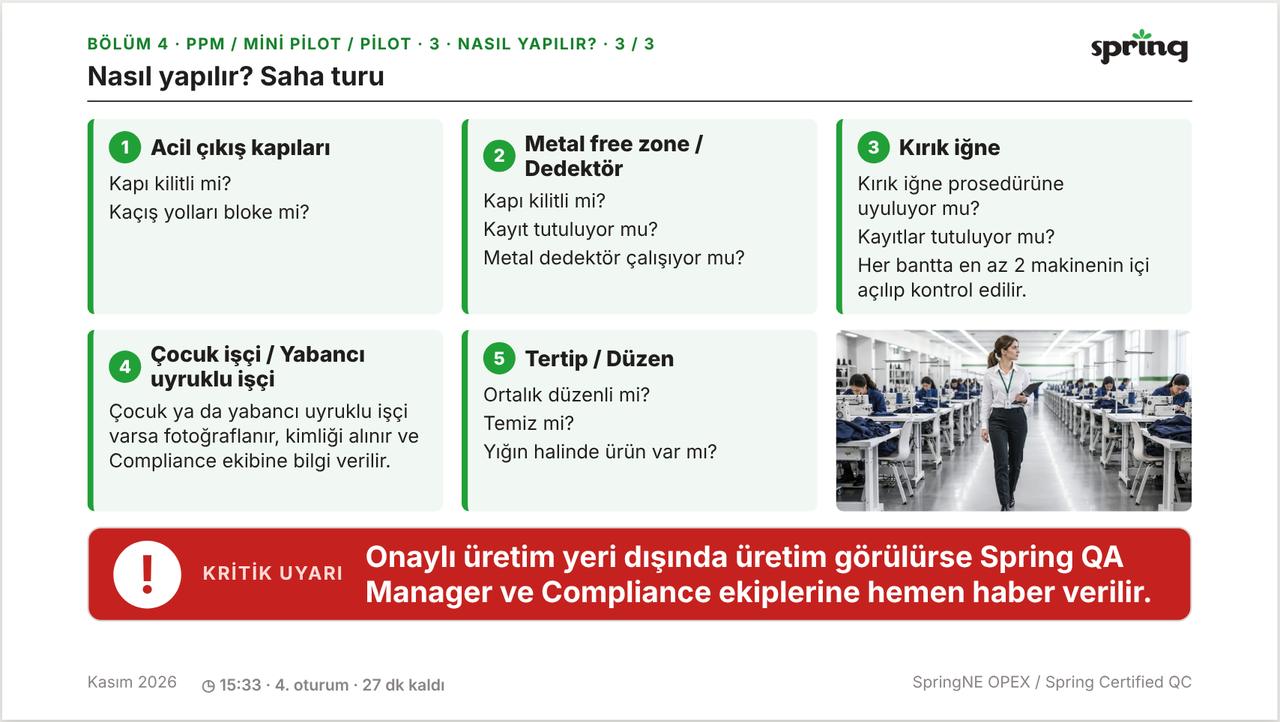 BÖLÜM 4 · PPM / MİNİ PİLOT / PİLOT · 3 · NASIL YAPILIR? · 3 / 3
spring
Nasıl yapılır? Saha turu
1 Acil çıkış kapıları
Kapı kilitli mi?
Kaçış yolları bloke mi?
2 Metal free zone /
Dedektör
Kapı kilitli mi?
Kayıt tutuluyor mu?
Metal dedektör çalışıyor mu?
3 Kırık iğne
Kırık iğne prosedürüne
uyuluyor mu?
Kayıtlar tutuluyor mu?
Her bantta en az 2 makinenin içi
açılıp kontrol edilir.
4 Çocuk işçi / Yabancı
uyruklu işçi
Çocuk ya da yabancı uyruklu işçi
varsa fotoğraflanır, kimliği alınır ve
Compliance ekibine bilgi verilir.
5 Tertip / Düzen
Ortalık düzenli mi?
Temiz mi?
Yığın halinde ürün var mı?
! KRİTİK UYARI
Onaylı üretim yeri dışında üretim görülürse Spring QA
Manager ve Compliance ekiplerine hemen haber verilir.
Kasım 2026
◷ 15:33 · 4. oturum · 27 dk kaldı
SpringNE OPEX / Spring Certified QC